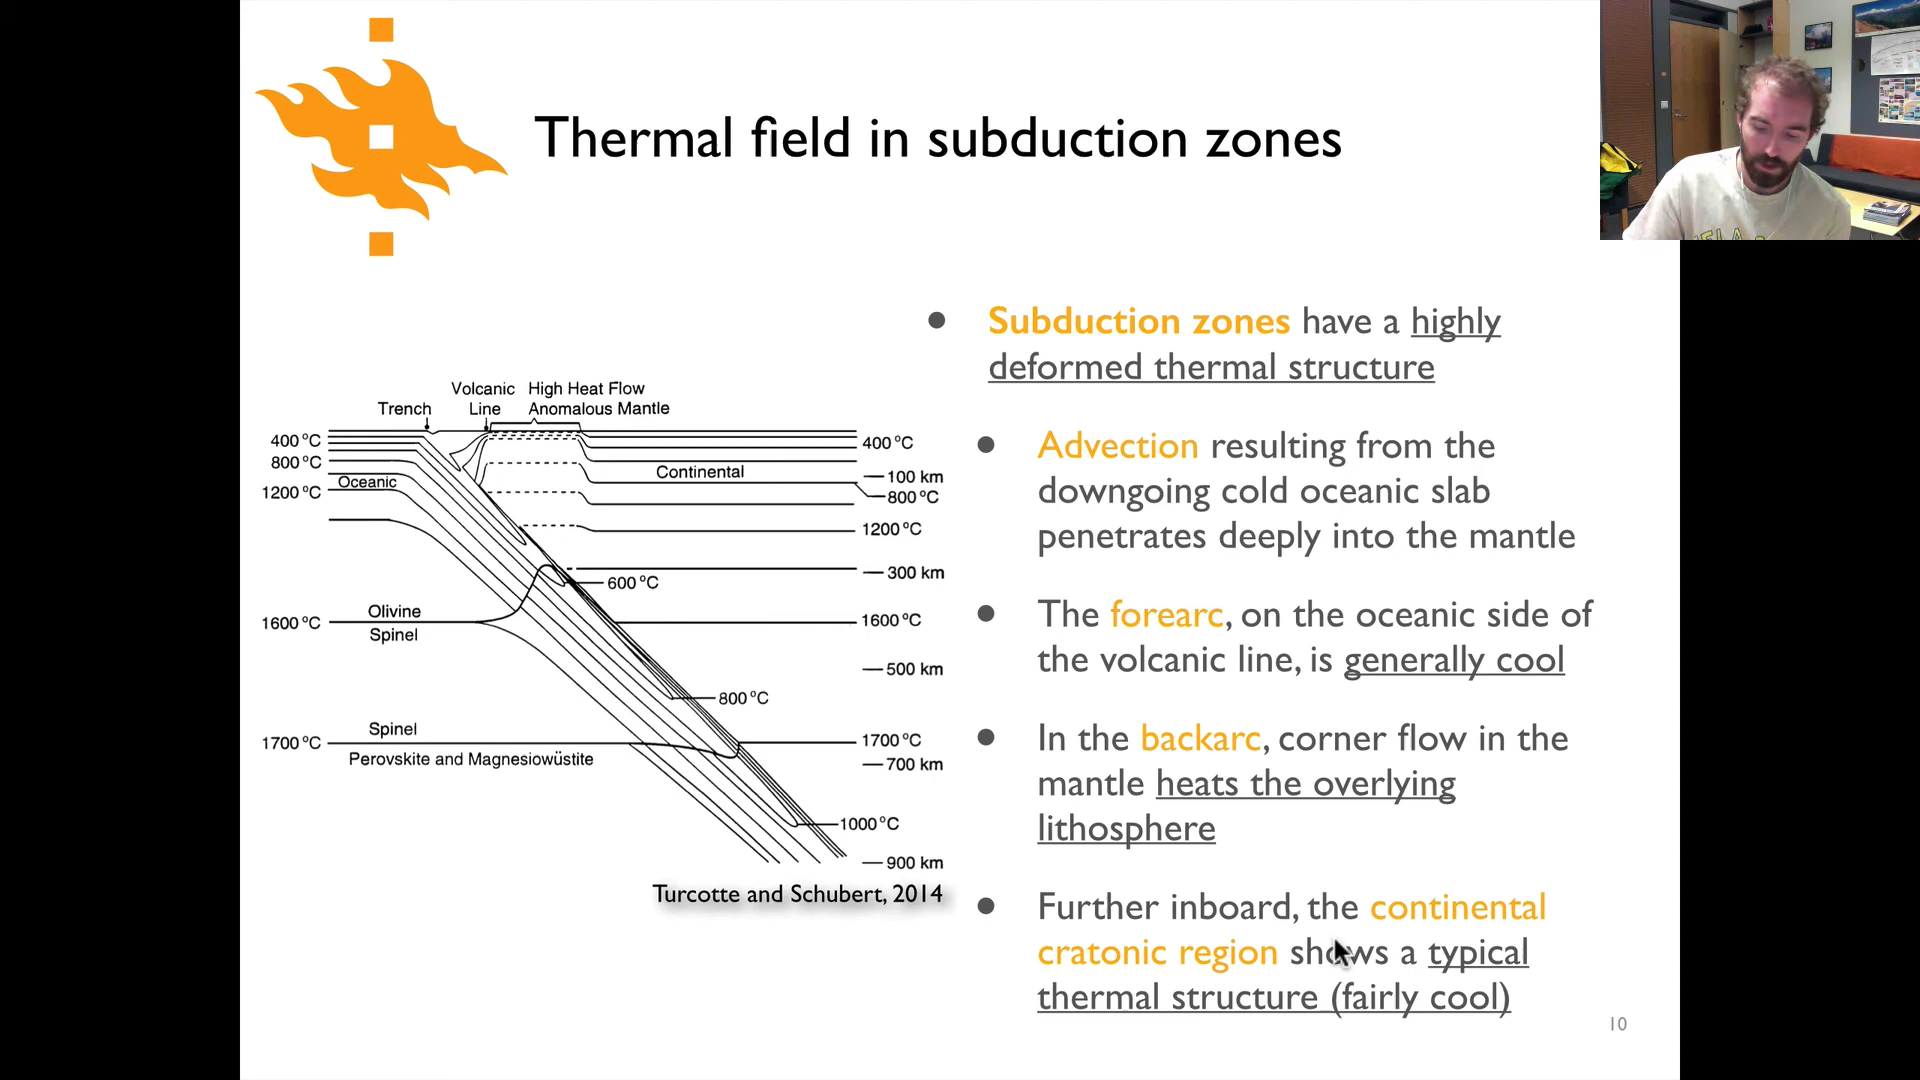 Thermal field in subduction zones
Volcanic
Line
High Heat Flow
Anomalous Mantle
Trench
400 °C
800 °C
1200 °C
Oceanic
Continental
400 °C
100 km
800 °C
1200 °C
300 km
600 °C
Olivine
Spinel
1600 °C
1600 °C
500 km
800 °C
Spinel
1700 °C
Perovskite and Magnesiowüstite
1700 °C
700 km
1000 °C
900 km
Turcotte and Schubert, 2014
• Subduction zones have a highly
deformed thermal structure
• Advection resulting from the
downgoing cold oceanic slab
penetrates deeply into the mantle
• The forearc, on the oceanic side of
the volcanic line, is generally cool
• In the backarc, corner flow in the
mantle heats the overlying
lithosphere
• Further inboard, the continental
cratonic region shows a typical
thermal structure (fairly cool)
10